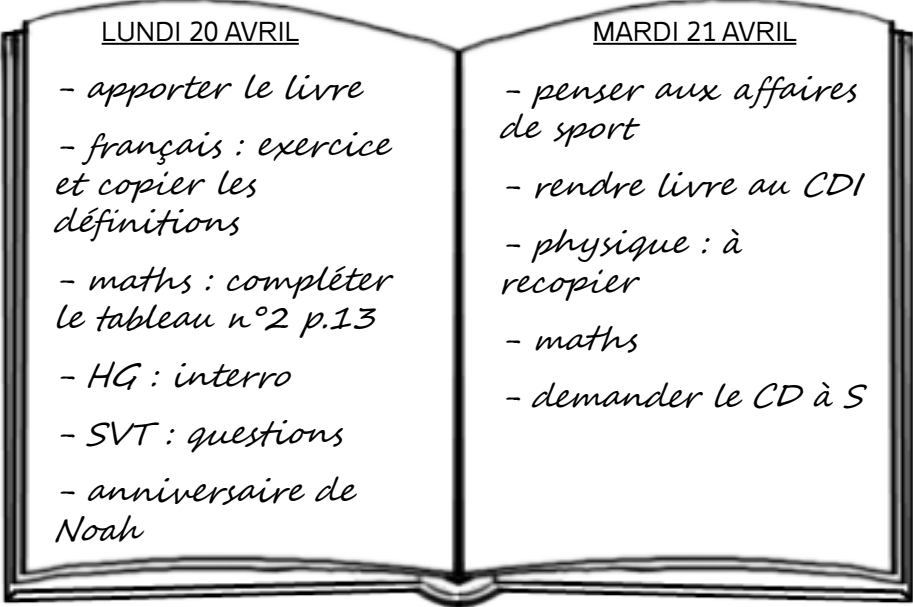 LUNDI 20 AVRIL
- apporter le livre
- français : exercice
et copier les
définitions
- maths : compléter
le tableau n°2 p.13
- HG : interro
- SVT : questions
- anniversaire de
Noah
MARDI 21 AVRIL
- penser aux affaires
de sport
- rendre livre au CDI
- physique : à
recopier
- maths
- demander le CD à S